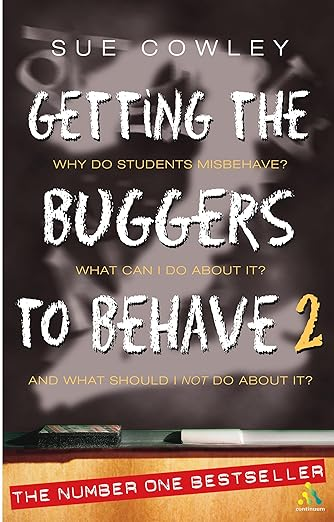 SUE COWLEY
GETTiNG THE
WHY DO STUDENTS MISBEHAVE?
BUGGERS
WHAT CAN I DO ABOUT IT?
TO BEHAVE 2
AND WHAT SHOULD I NOT DO ABOUT IT?
THE NUMBER ONE BESTSELLER
continuum